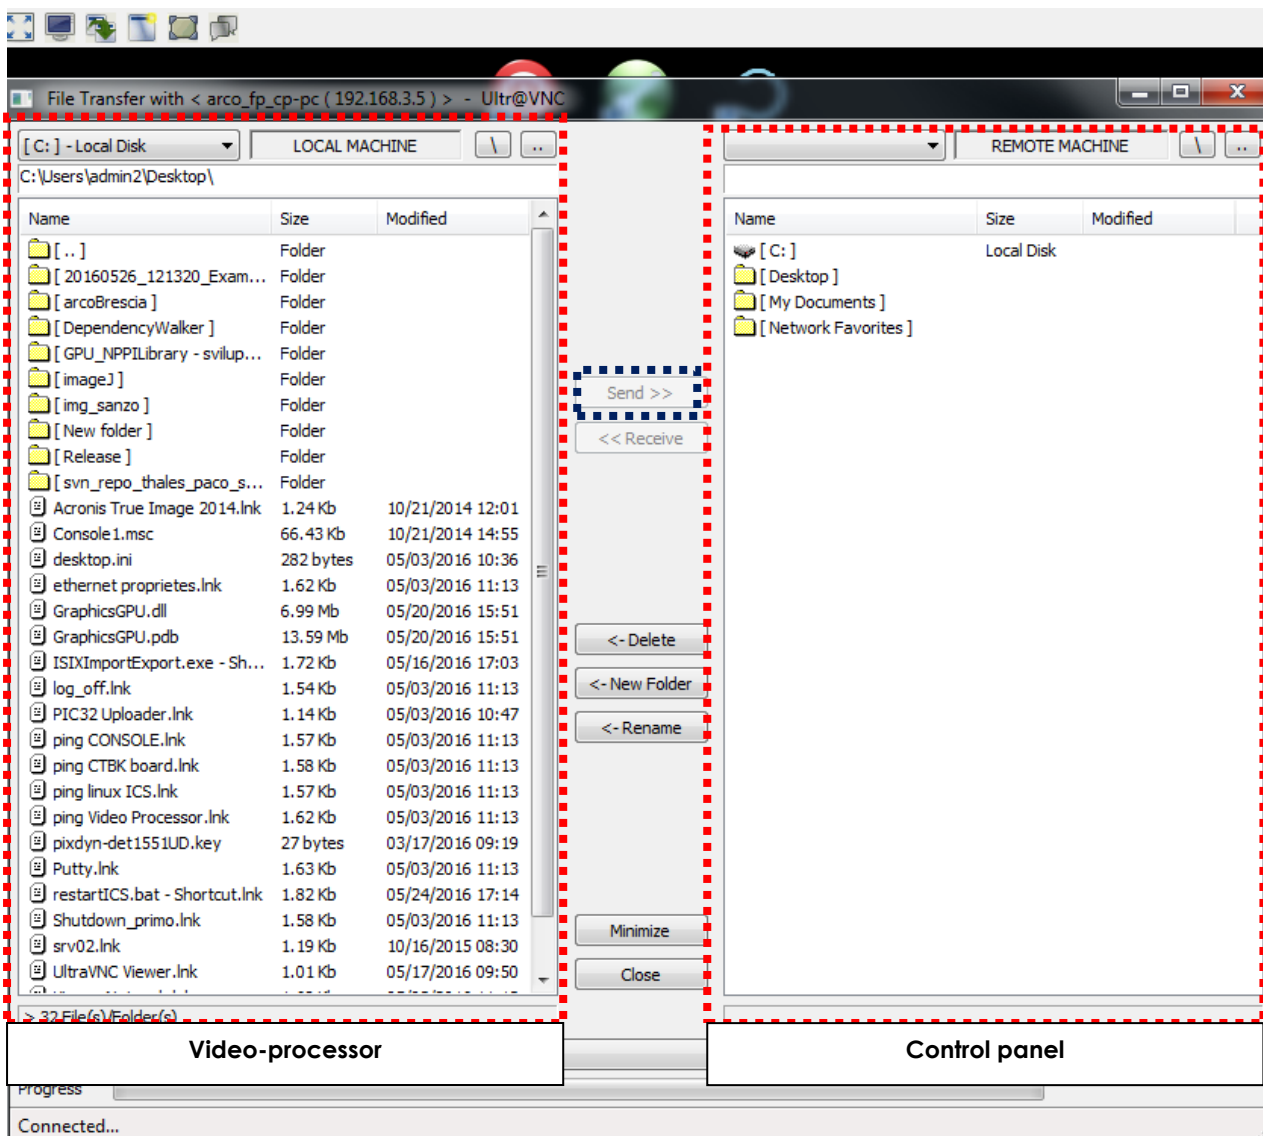 File Transfer with < arco_fp_cp-pc ( 192.168.3.5 ) > - Ultr@VNC
[ C: ] - Local Disk LOCAL MACHINE \ ..
C:\Users\admin2\Desktop\
Name Size Modified
[ .. ] Folder
[ 20160526_121320_Exam... Folder
[ arcoBrescia ] Folder
[ DependencyWalker ] Folder
[ GPU_NPPILibrary - svilup... Folder
[ imageJ ] Folder
[ img_sanzo ] Folder
[ New folder ] Folder
[ Release ] Folder
[ svn_repo_thales_paco_s... Folder
Acronis True Image 2014.lnk 1.24 Kb 10/21/2014 12:01
Console1.msc 66.43 Kb 10/21/2014 14:55
desktop.ini 282 bytes 05/03/2016 10:36
ethernet proprietes.lnk 1.62 Kb 05/03/2016 11:13
GraphicsGPU.dll 6.99 Mb 05/20/2016 15:51
GraphicsGPU.pdb 13.59 Mb 05/20/2016 15:51
ISIXImportExport.exe - Sh... 1.72 Kb 05/16/2016 17:03
log_off.lnk 1.54 Kb 05/03/2016 11:13
PIC32 Uploader.lnk 1.14 Kb 05/03/2016 10:47
ping CONSOLE.lnk 1.57 Kb 05/03/2016 11:13
ping CTBK board.lnk 1.58 Kb 05/03/2016 11:13
ping linux ICS.lnk 1.57 Kb 05/03/2016 11:13
ping Video Processor.lnk 1.62 Kb 05/03/2016 11:13
pixdyn-det1551UD.key 27 bytes 03/17/2016 09:19
Putty.lnk 1.63 Kb 05/03/2016 11:13
restartICS.bat - Shortcut.lnk 1.82 Kb 05/24/2016 17:14
Shutdown_primo.lnk 1.58 Kb 05/03/2016 11:13
srv02.lnk 1.19 Kb 10/16/2015 08:30
UltraVNC Viewer.lnk 1.01 Kb 05/17/2016 09:50
> 32 File(s)/Folder(s)
Video-processor
Send >>
<< Receive
<- Delete
<- New Folder
<- Rename
Minimize
Close
REMOTE MACHINE \ ..
Name Size Modified
[ C: ] Local Disk
[ Desktop ]
[ My Documents ]
[ Network Favorites ]
Control panel
Progress
Connected...